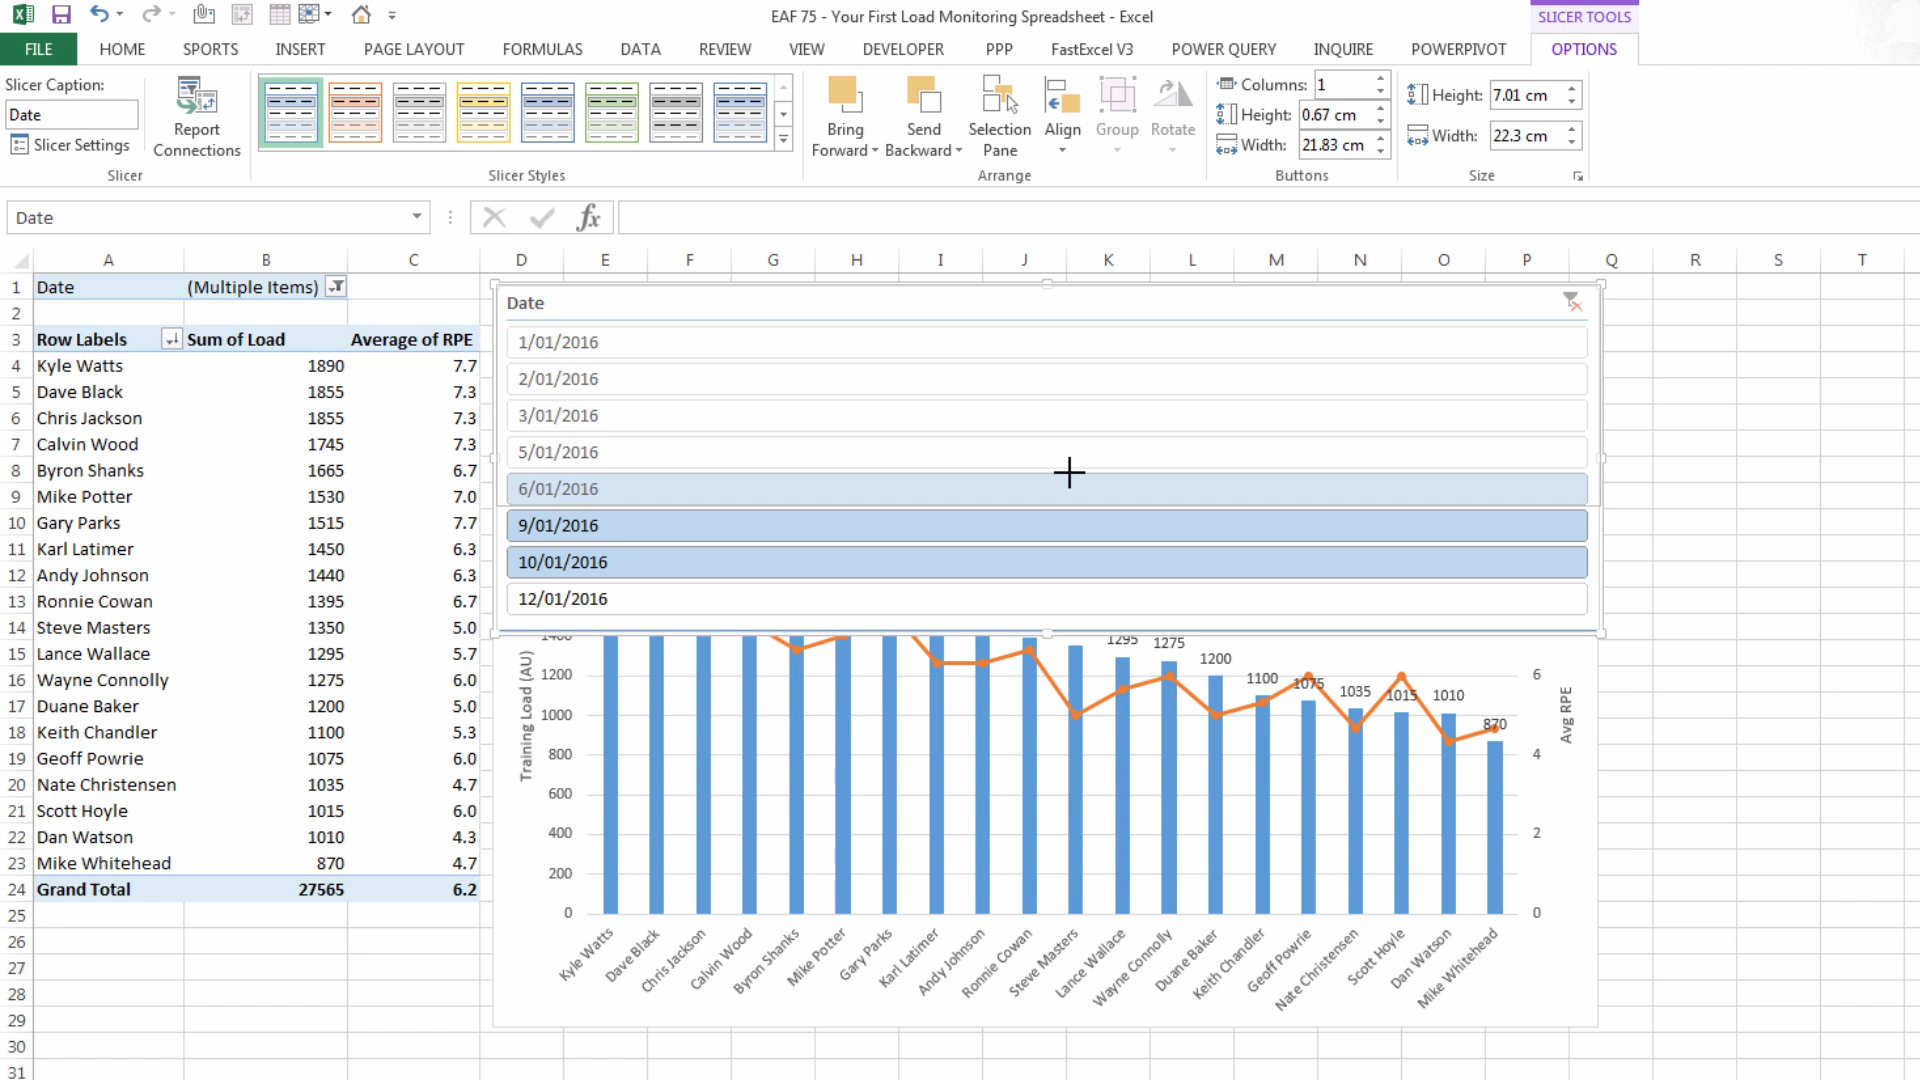 EAF 75 - Your First Load Monitoring Spreadsheet - Excel
SLICER TOOLS
FILE HOME SPORTS INSERT PAGE LAYOUT FORMULAS DATA REVIEW VIEW DEVELOPER PPP FastExcel V3 POWER QUERY INQUIRE POWERPIVOT OPTIONS
Slicer Caption:
Date
Slicer Settings
Report Connections
Bring Forward
Send Backward
Selection Pane
Align
Group
Rotate
Columns: 1
Height: 0.67 cm
Width: 21.83 cm
Height: 7.01 cm
Width: 22.3 cm
Slicer Slicer Styles Arrange Buttons Size
Date fx
A B C D E F G H I J K L M N O P Q R S T
1 Date (Multiple Items)
2
3 Row Labels Sum of Load Average of RPE
4 Kyle Watts 1890 7.7
5 Dave Black 1855 7.3
6 Chris Jackson 1855 7.3
7 Calvin Wood 1745 7.3
8 Byron Shanks 1665 6.7
9 Mike Potter 1530 7.0
10 Gary Parks 1515 7.7
11 Karl Latimer 1450 6.3
12 Andy Johnson 1440 6.3
13 Ronnie Cowan 1395 6.7
14 Steve Masters 1350 5.0
15 Lance Wallace 1295 5.7
16 Wayne Connolly 1275 6.0
17 Duane Baker 1200 5.0
18 Keith Chandler 1100 5.3
19 Geoff Powrie 1075 6.0
20 Nate Christensen 1035 4.7
21 Scott Hoyle 1015 6.0
22 Dan Watson 1010 4.3
23 Mike Whitehead 870 4.7
24 Grand Total 27565 6.2
25
26
27
28
29
30
31
Date
1/01/2016
2/01/2016
3/01/2016
5/01/2016
6/01/2016
9/01/2016
10/01/2016
12/01/2016
Training Load (AU)
1400
1200
1000
800
600
400
200
0
1295 1275 1200 1100 1075 1035 1015 1010 870
6
4
2
0
Avg RPE
Kyle Watts
Dave Black
Chris Jackson
Calvin Wood
Byron Shanks
Mike Potter
Gary Parks
Karl Latimer
Andy Johnson
Ronnie Cowan
Steve Masters
Lance Wallace
Wayne Connolly
Duane Baker
Keith Chandler
Geoff Powrie
Nate Christensen
Scott Hoyle
Dan Watson
Mike Whitehead